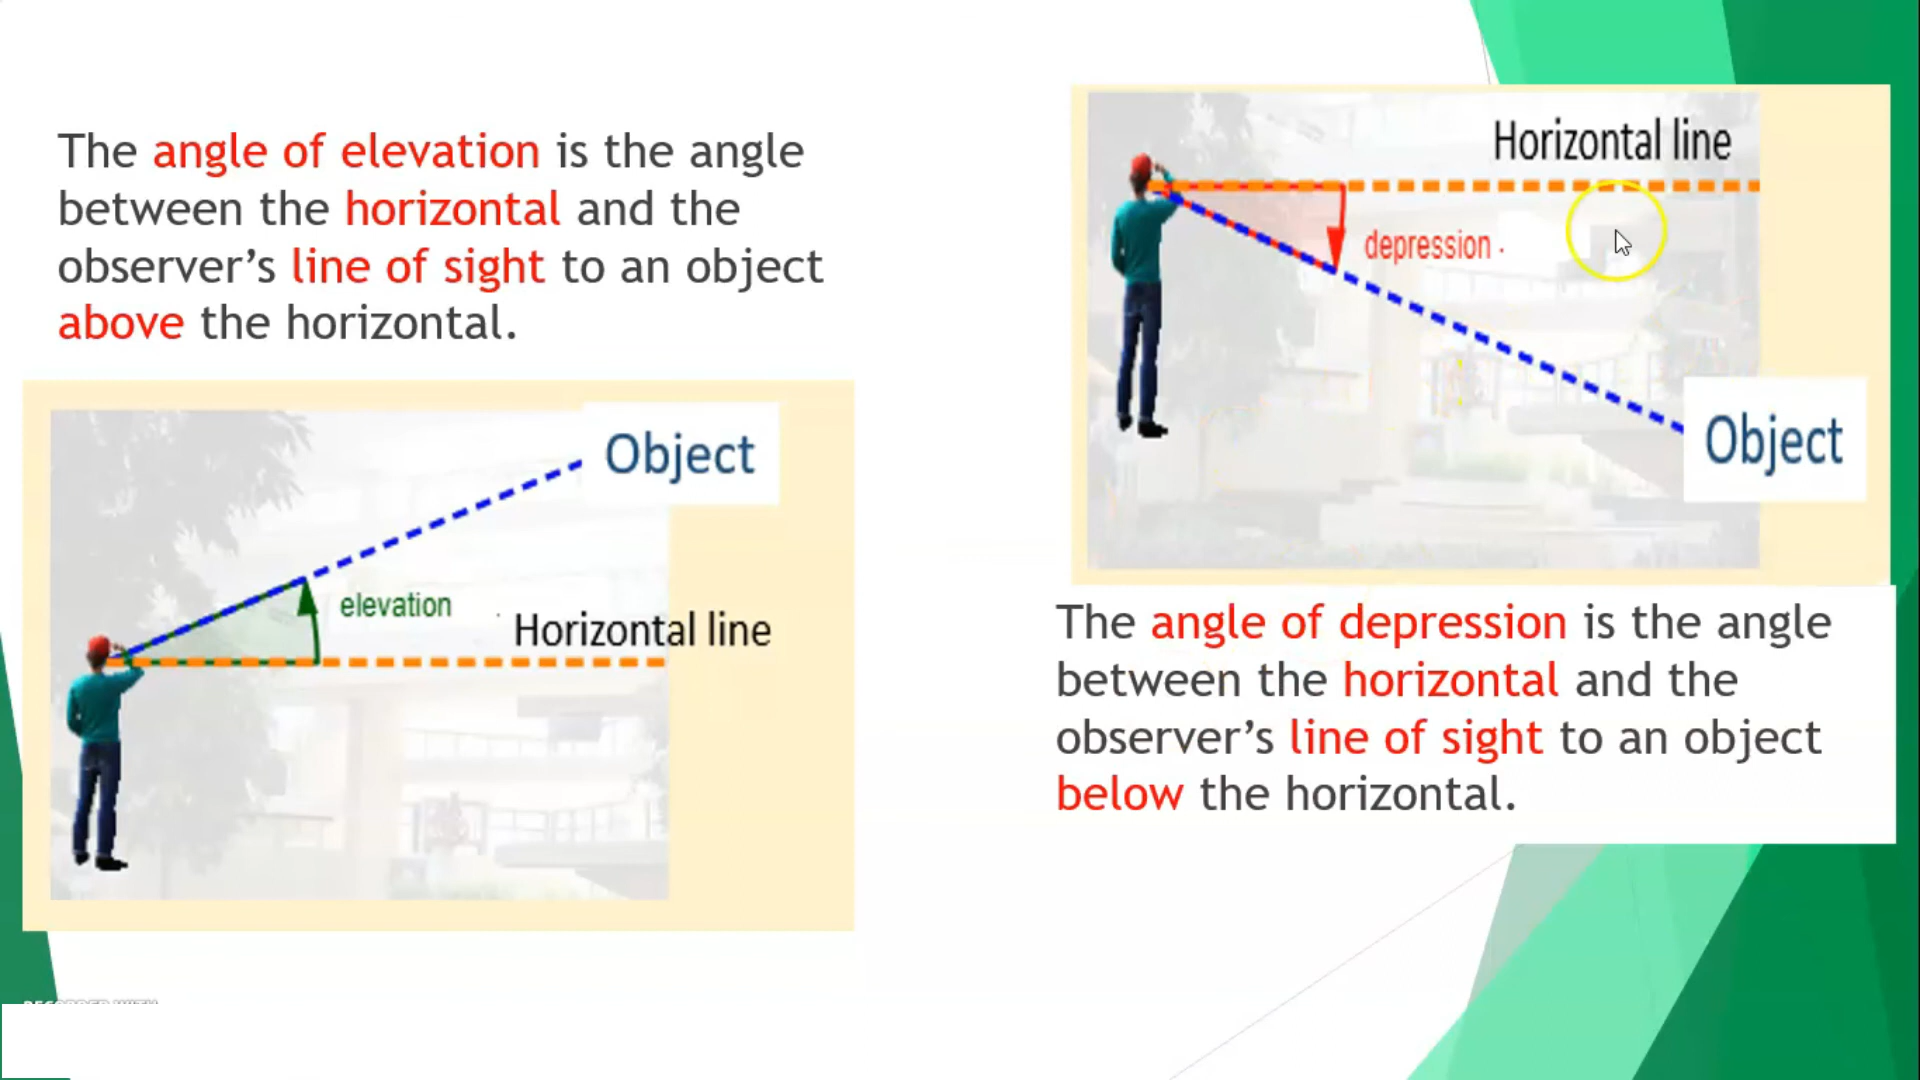 The angle of elevation is the angle
between the horizontal and the
observer’s line of sight to an object
above the horizontal.
Object
elevation
Horizontal line
Horizontal line
depression
Object
The angle of depression is the angle
between the horizontal and the
observer’s line of sight to an object
below the horizontal.
RECORDED WITH